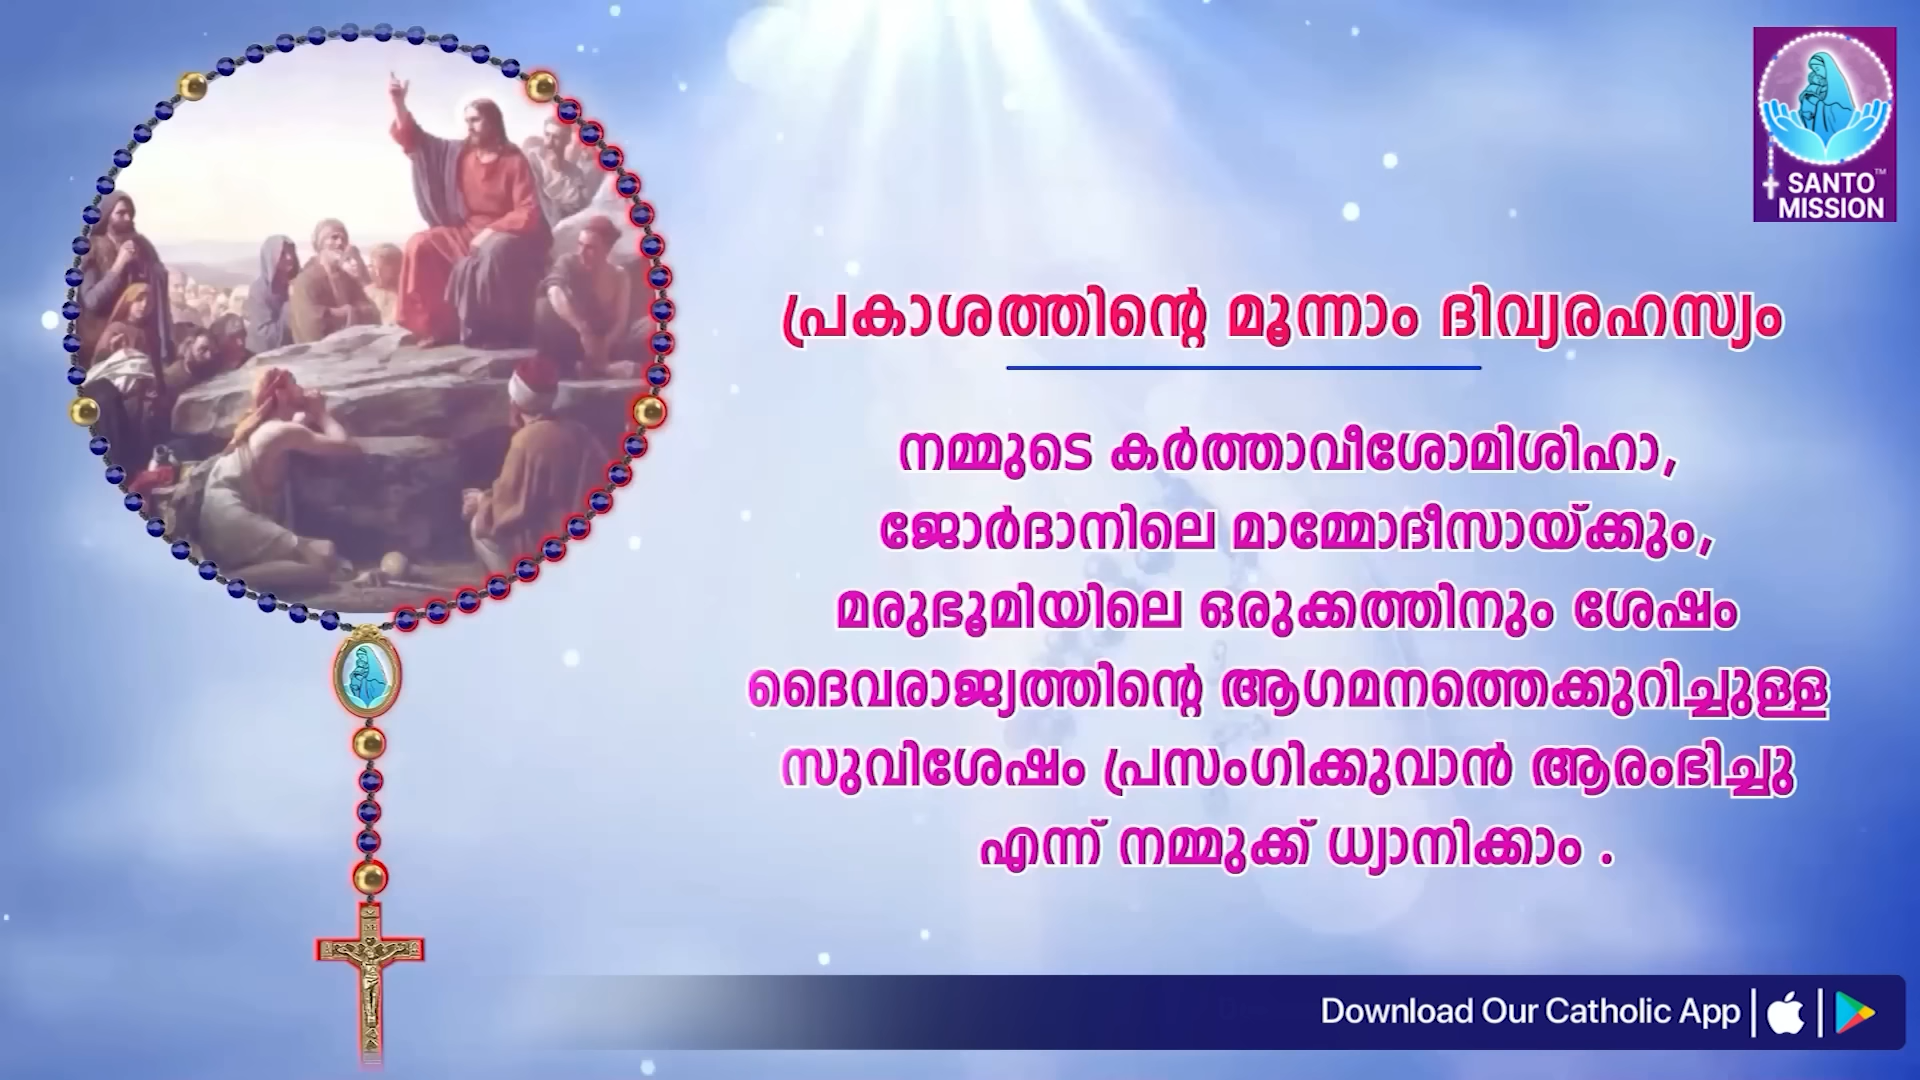 SANTO™
MISSION
പ്രകാശത്തിന്റെ മൂന്നാം ദിവ്യരഹസ്യം
നമ്മുടെ കർത്താവീശോമിശിഹാ,
ജോർദാനിലെ മാമ്മോദീസായ്ക്കും,
മരുഭൂമിയിലെ ഒരുക്കത്തിനും ശേഷം
ദൈവരാജ്യത്തിന്റെ ആഗമനത്തെക്കുറിച്ചുള്ള
സുവിശേഷം പ്രസംഗിക്കുവാൻ ആരംഭിച്ചു
എന്ന് നമ്മുക്ക് ധ്യാനിക്കാം .
Download Our Catholic App